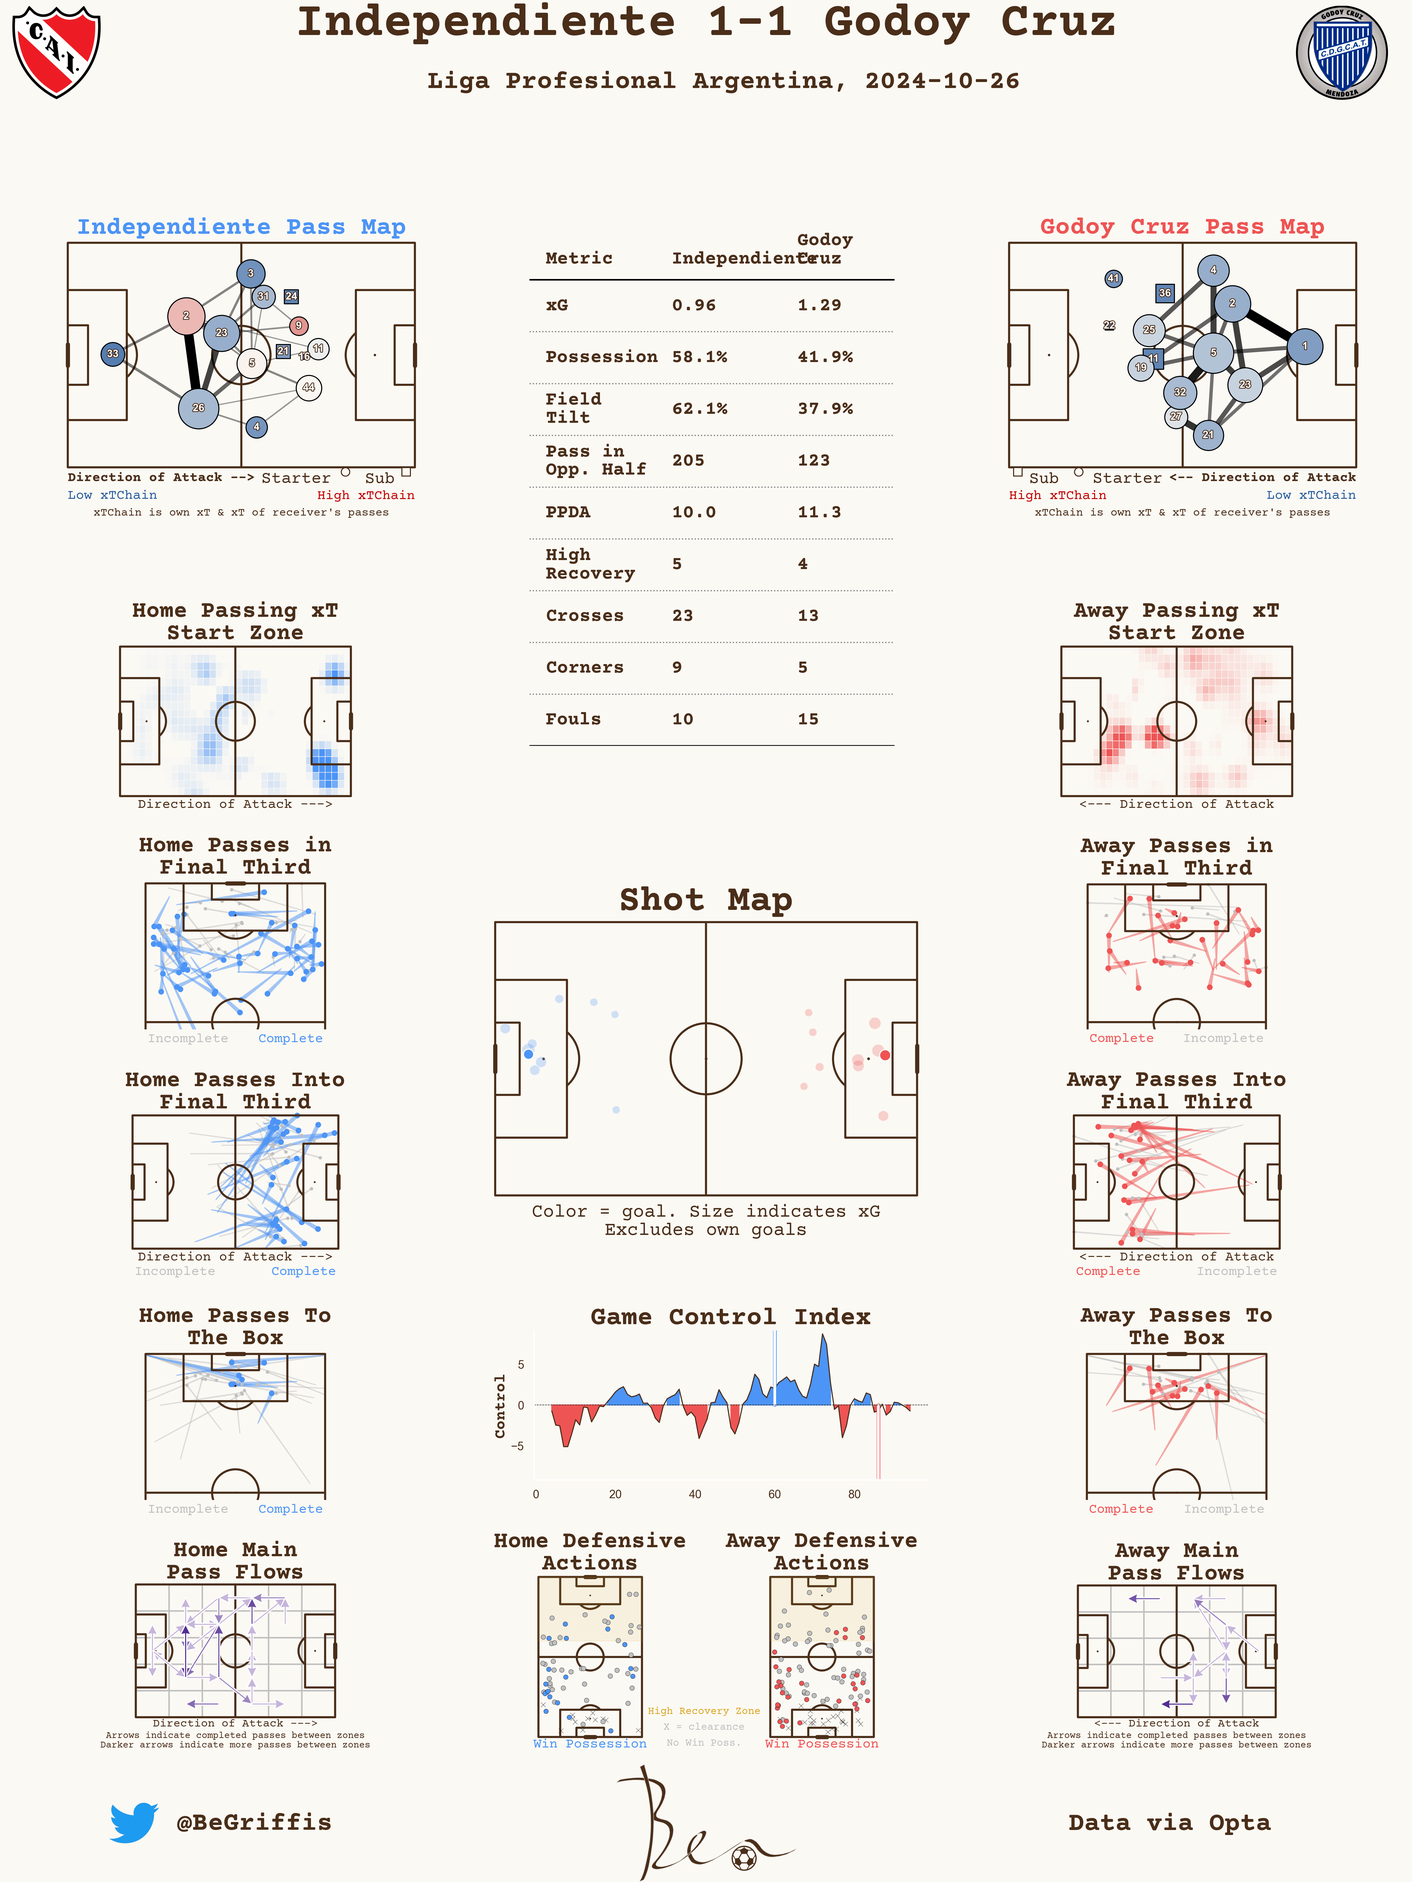 Independiente 1-1 Godoy Cruz
Liga Profesional Argentina, 2024-10-26
C.A.I.
GODOY CRUZ
C.D.G.C.A.T.
MENDOZA
Independiente Pass Map
3
31
24
2
23
9
33
5
21
16
11
44
26
4
Direction of Attack --> Starter Sub
Low xTChain High xTChain
xTChain is own xT & xT of receiver's passes
Metric Independiente Godoy Cruz
xG 0.96 1.29
Possession 58.1% 41.9%
Field Tilt 62.1% 37.9%
Pass in Opp. Half 205 123
PPDA 10.0 11.3
High Recovery 5 4
Crosses 23 13
Corners 9 5
Fouls 10 15
Godoy Cruz Pass Map
4
41
36
2
22
25
1
5
11
19
23
32
27
21
Sub Starter <-- Direction of Attack
High xTChain Low xTChain
xTChain is own xT & xT of receiver's passes
Home Passing xT
Start Zone
Direction of Attack --->
Away Passing xT
Start Zone
<--- Direction of Attack
Home Passes in
Final Third
Incomplete Complete
Shot Map
Color = goal. Size indicates xG
Excludes own goals
Away Passes in
Final Third
Complete Incomplete
Home Passes Into
Final Third
Direction of Attack --->
Incomplete Complete
Away Passes Into
Final Third
<--- Direction of Attack
Complete Incomplete
Home Passes To
The Box
Incomplete Complete
Game Control Index
Control
5
0
−5
0 20 40 60 80
Away Passes To
The Box
Complete Incomplete
Home Main
Pass Flows
Direction of Attack --->
Arrows indicate completed passes between zones
Darker arrows indicate more passes between zones
Home Defensive
Actions
Win Possession
High Recovery Zone
X = clearance
No Win Poss.
Away Defensive
Actions
Win Possession
Away Main
Pass Flows
<--- Direction of Attack
Arrows indicate completed passes between zones
Darker arrows indicate more passes between zones
@BeGriffis
Ben
Data via Opta